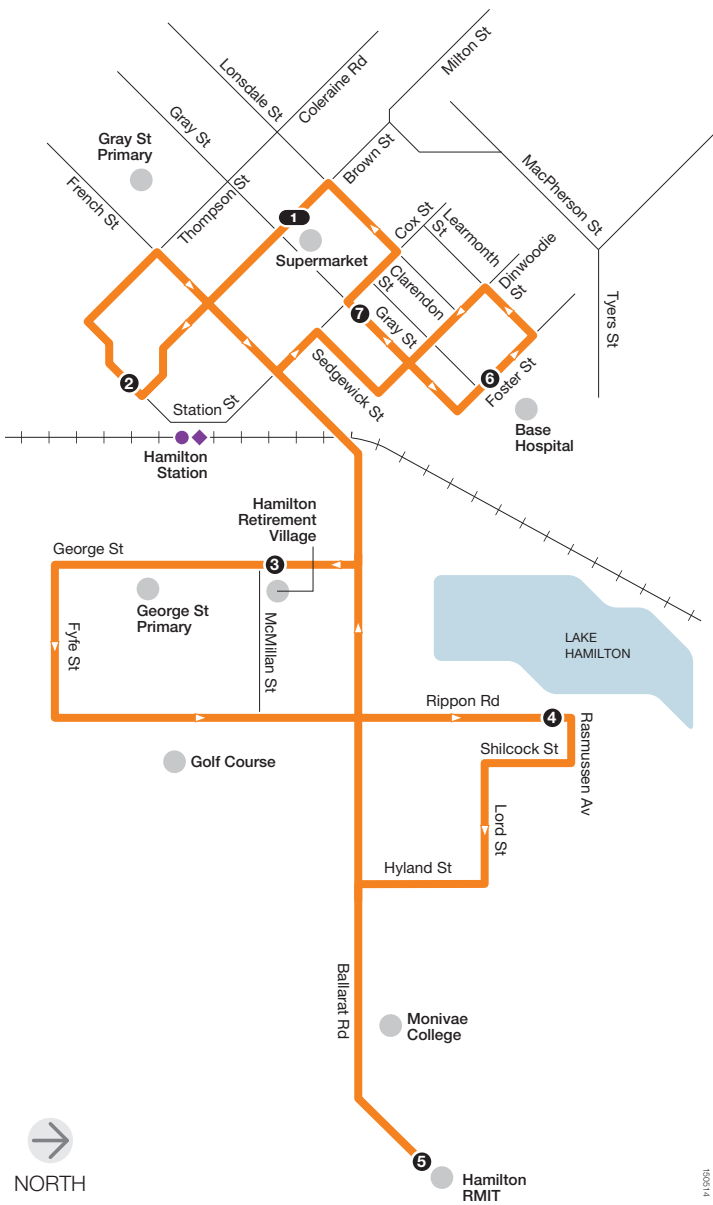 Milton St
Lonsdale St
Coleraine Rd
Gray St
Gray St
Primary
Brown St
MacPherson St
French St
Thompson St
1
Supermarket
Cox St
Learmonth
St
Dinwoodie
St
Clarendon
St
Tyers St
7
Gray St
Sedgewick St
6
Foster St
2
Station St
Base
Hospital
Hamilton
Station
Hamilton
Retirement
Village
George St
3
George St
Primary
Fyfe St
McMillan St
LAKE
HAMILTON
Rippon Rd
4
Rasmussen Av
Shilcock St
Golf Course
Lord St
Hyland St
Ballarat Rd
Monivae
College
5
Hamilton
RMIT
NORTH
150514